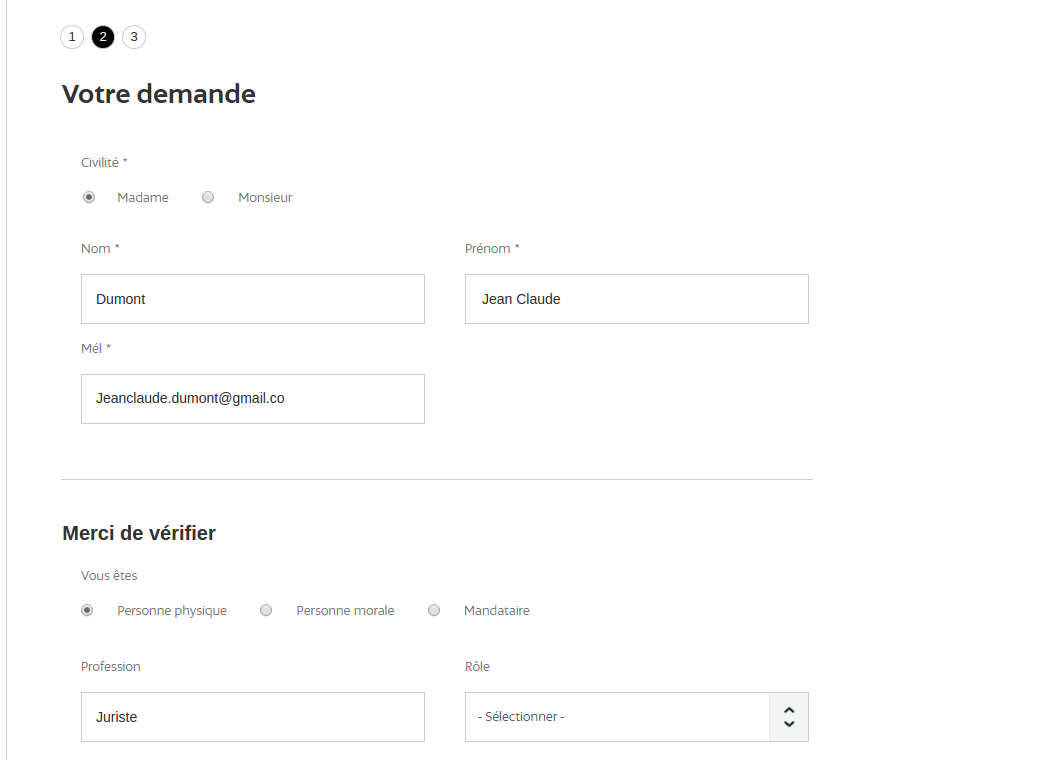 1 2 3
Votre demande
Civilité *
Madame Monsieur
Nom * Prénom *
Dumont Jean Claude
Mél *
Jeanclaude.dumont@gmail.co
Merci de vérifier
Vous êtes
Personne physique Personne morale Mandataire
Profession Rôle
Juriste - Sélectionner -